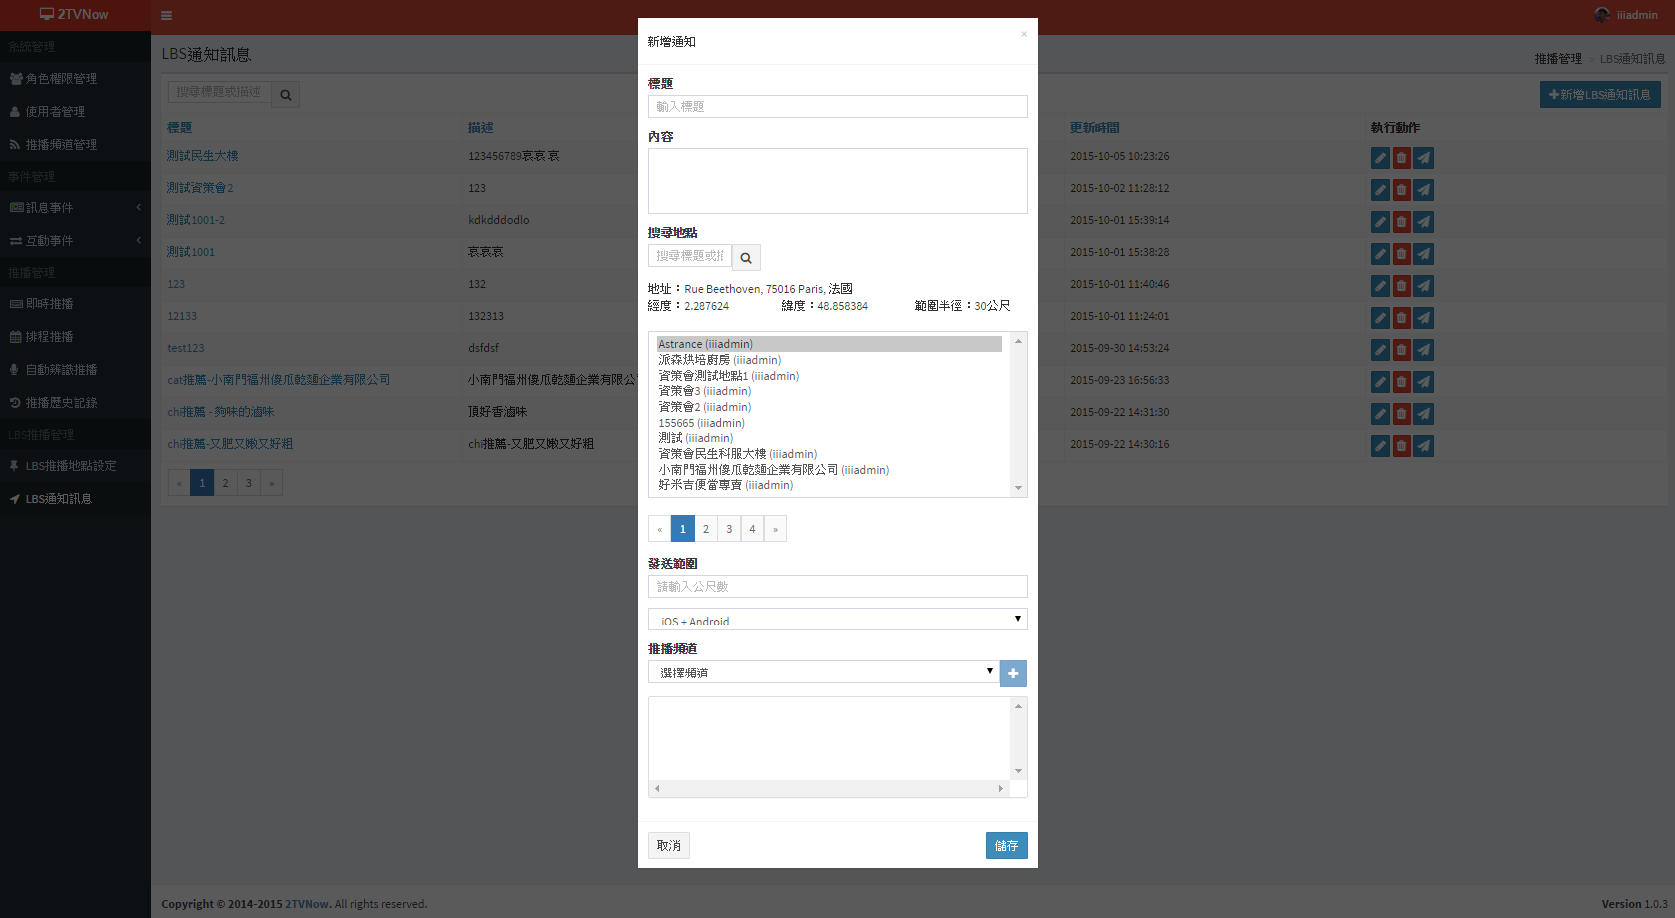 2TVNow
iiiadmin
系統管理
角色權限管理
使用者管理
推播頻道管理
事件管理
訊息事件
互動事件
推播管理
即時推播
排程推播
自動辨識推播
推播歷史記錄
LBS推播管理
LBS推播地點設定
LBS通知訊息
LBS通知訊息
推播管理 > LBS通知訊息
搜尋標題或描述
新增LBS通知訊息
標題 描述 更新時間 執行動作
測試民生大樓 123456789哀哀哀 2015-10-05 10:23:26
測試資策會2 123 2015-10-02 11:28:12
測試1001-2 kdkdddodlo 2015-10-01 15:39:14
測試1001 哀哀哀 2015-10-01 15:38:28
123 132 2015-10-01 11:40:46
12133 132313 2015-10-01 11:24:01
test123 dsfdsf 2015-09-30 14:53:24
cat推薦-小南門福州傻瓜乾麵企業有限公司 小南門福州傻瓜乾麵企業有限公 2015-09-23 16:56:33
chi推薦 - 夠味的滷味 頂好香滷味 2015-09-22 14:31:30
chi推薦-又肥又嫩又好粗 chi推薦-又肥又嫩又好粗 2015-09-22 14:30:16
« 1 2 3 »
新增通知
×
標題
輸入標題
內容
搜尋地點
搜尋標題或描
地址：Rue Beethoven, 75016 Paris, 法國
經度：2.287624 緯度：48.858384 範圍半徑：30公尺
Astrance (iiiadmin)
派森烘培廚房 (iiiadmin)
資策會測試地點1 (iiiadmin)
資策會3 (iiiadmin)
資策會2 (iiiadmin)
155665 (iiiadmin)
測試 (iiiadmin)
資策會民生科服大樓 (iiiadmin)
小南門福州傻瓜乾麵企業有限公司 (iiiadmin)
好米吉便當專賣 (iiiadmin)
« 1 2 3 4 »
發送範圍
請輸入公尺數
iOS + Android
推播頻道
選擇頻道
取消
儲存
Copyright © 2014-2015 2TVNow. All rights reserved.
Version 1.0.3